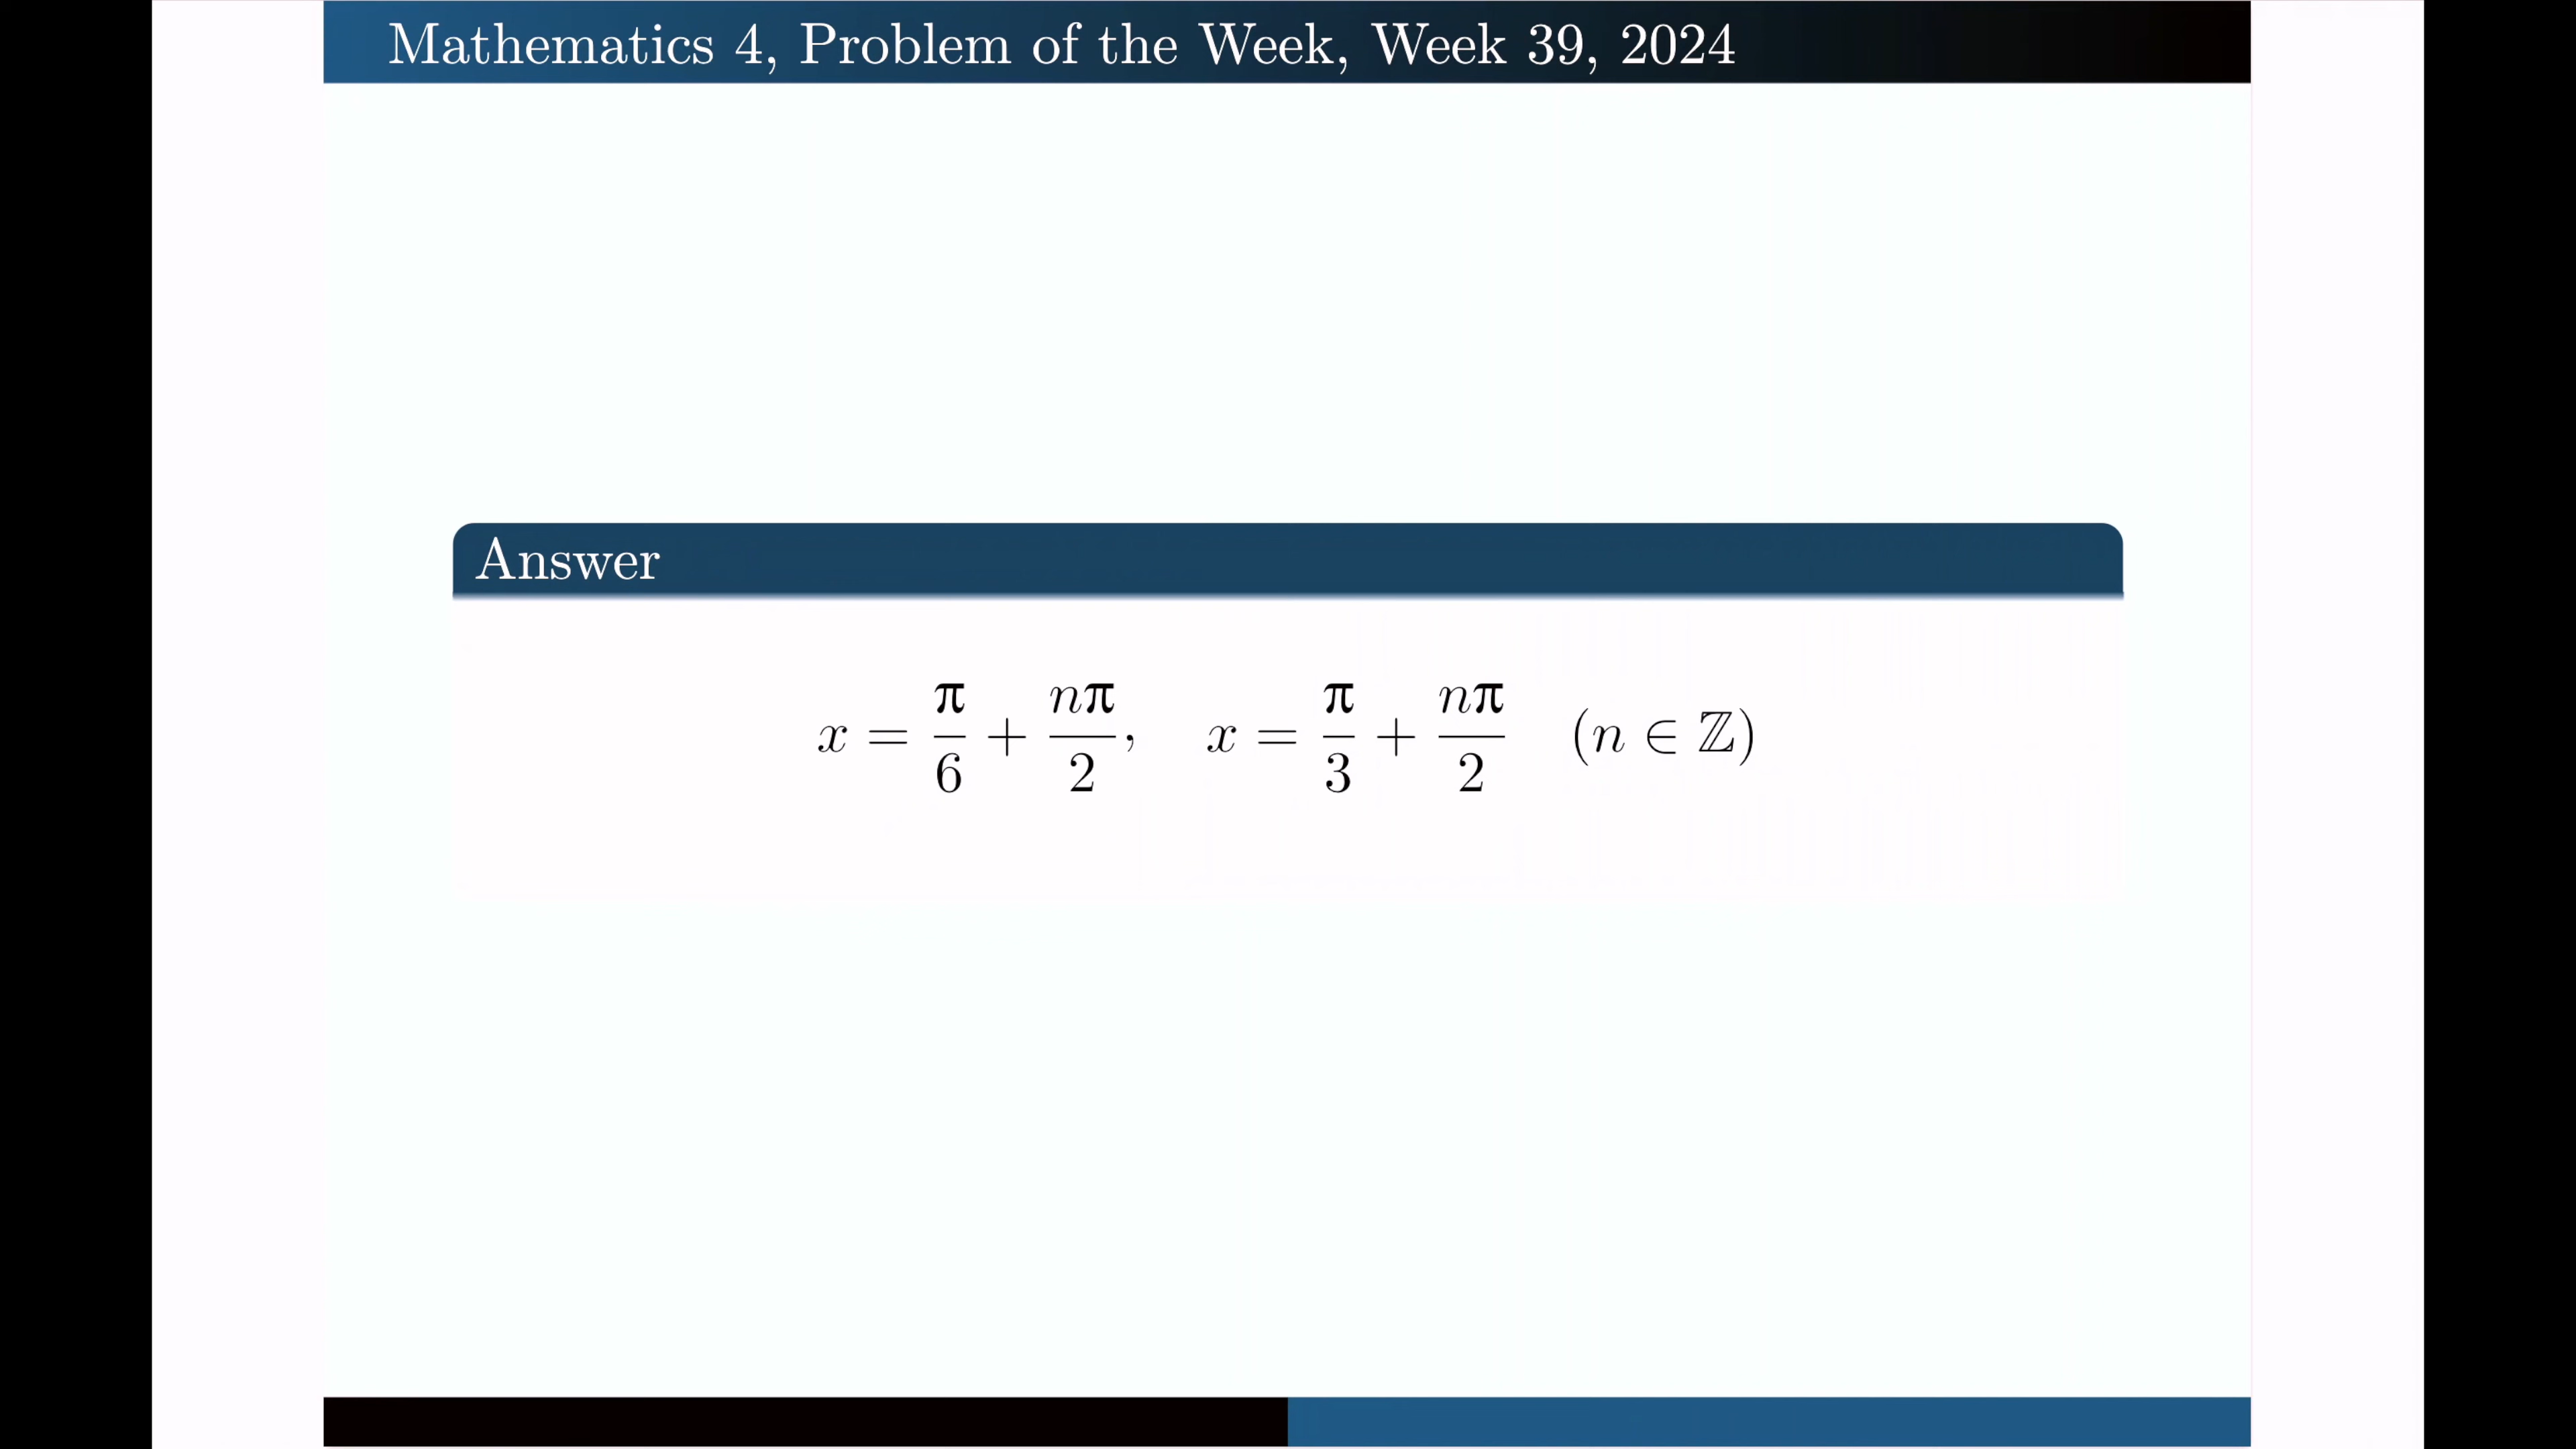 Mathematics 4, Problem of the Week, Week 39, 2024
Answer
x = π/6 + nπ/2, x = π/3 + nπ/2 (n ∈ ℤ)